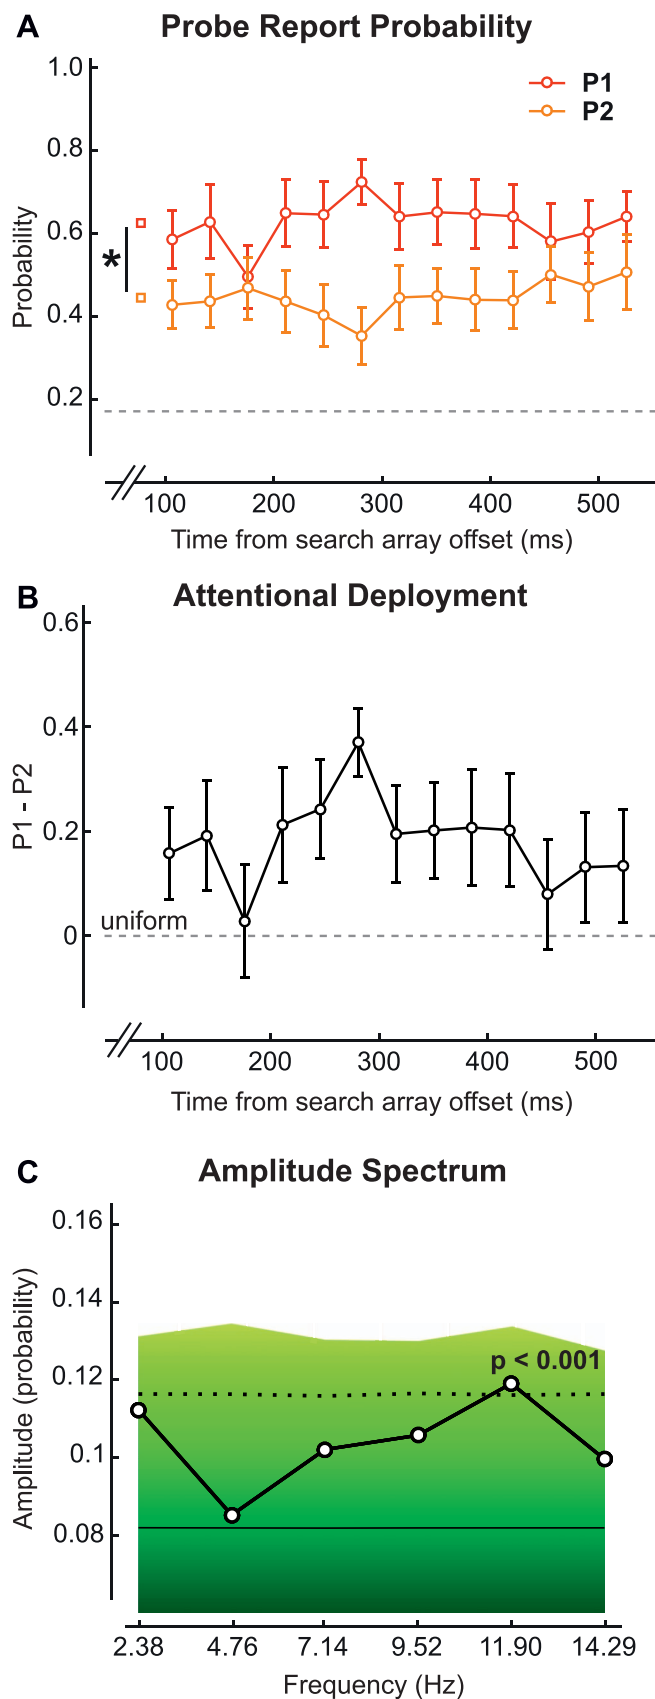 A Probe Report Probability
1.0
P1
P2
0.8
0.6
*
0.4
0.2
Probability
100 200 300 400 500
Time from search array offset (ms)
B Attentional Deployment
0.6
0.4
0.2
uniform
0
P1 - P2
100 200 300 400 500
Time from search array offset (ms)
C Amplitude Spectrum
0.16
0.14
0.12
p < 0.001
0.1
0.08
Amplitude (probability)
2.38 4.76 7.14 9.52 11.90 14.29
Frequency (Hz)